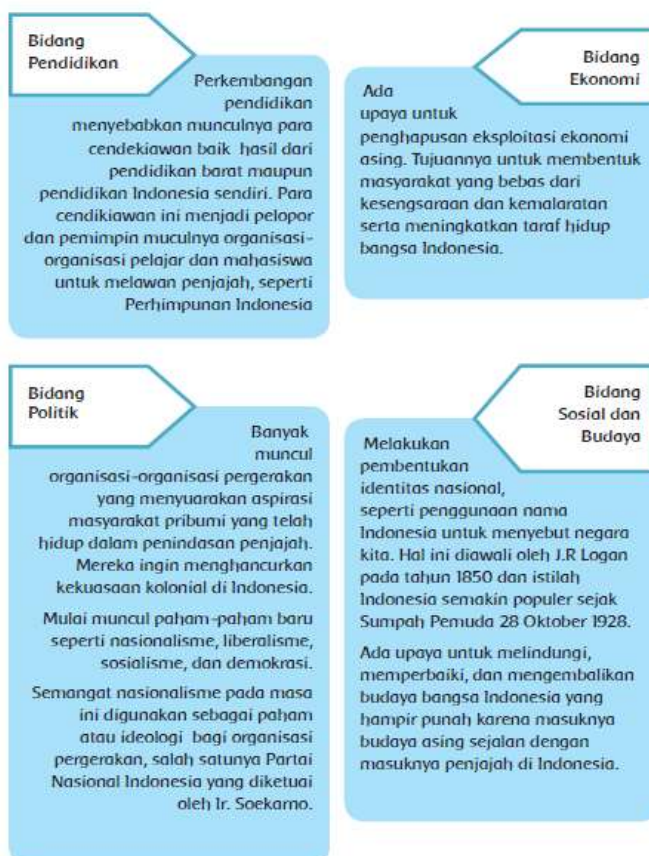 Bidang
Pendidikan
Perkembangan
pendidikan
menyebabkan munculnya para
cendekiawan baik hasil dari
pendidikan barat maupun
pendidikan Indonesia sendiri. Para
cendikiawan ini menjadi pelopor
dan pemimpin muculnya organisasi-
organisasi pelajar dan mahasiswa
untuk melawan penjajah, seperti
Perhimpunan Indonesia
Bidang
Ekonomi
Ada
upaya untuk
penghapusan eksploitasi ekonomi
asing. Tujuannya untuk membentuk
masyarakat yang bebas dari
kesengsaraan dan kemalaratan
serta meningkatkan taraf hidup
bangsa Indonesia.
Bidang
Politik
Banyak
muncul
organisasi-organisasi pergerakan
yang menyuarakan aspirasi
masyarakat pribumi yang telah
hidup dalam penindasan penjajah.
Mereka ingin menghancurkan
kekuasaan kolonial di Indonesia.
Mulai muncul paham-paham baru
seperti nasionalisme, liberalisme,
sosialisme, dan demokrasi.
Semangat nasionalisme pada masa
ini digunakan sebagai paham
atau ideologi bagi organisasi
pergerakan, salah satunya Partai
Nasional Indonesia yang diketuai
oleh Ir. Soekarno.
Bidang
Sosial dan
Budaya
Melakukan
pembentukan
identitas nasional,
seperti penggunaan nama
Indonesia untuk menyebut negara
kita. Hal ini diawali oleh J.R Logan
pada tahun 1850 dan istilah
Indonesia semakin populer sejak
Sumpah Pemuda 28 Oktober 1928.
Ada upaya untuk melindungi,
memperbaiki, dan mengembalikan
budaya bangsa Indonesia yang
hampir punah karena masuknya
budaya asing sejalan dengan
masuknya penjajah di Indonesia.